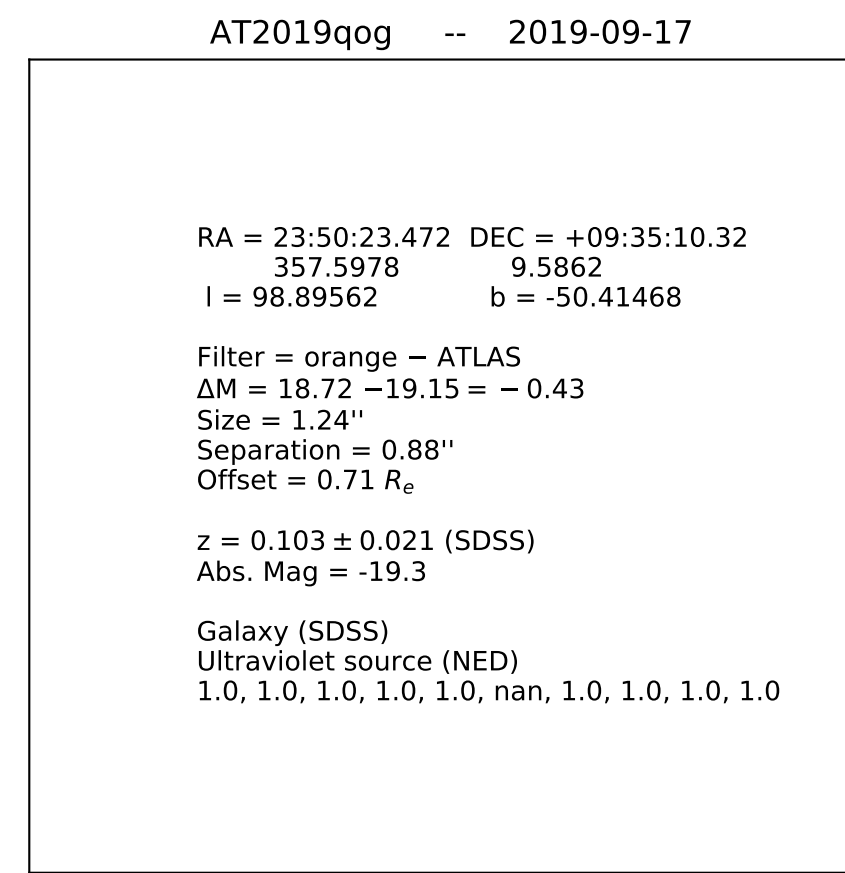 AT2019qog -- 2019-09-17
RA = 23:50:23.472 DEC = +09:35:10.32
357.5978 9.5862
l = 98.89562 b = -50.41468
Filter = orange − ATLAS
ΔM = 18.72 −19.15 = − 0.43
Size = 1.24''
Separation = 0.88''
Offset = 0.71 Rₑ
z = 0.103 ± 0.021 (SDSS)
Abs. Mag = -19.3
Galaxy (SDSS)
Ultraviolet source (NED)
1.0, 1.0, 1.0, 1.0, 1.0, nan, 1.0, 1.0, 1.0, 1.0